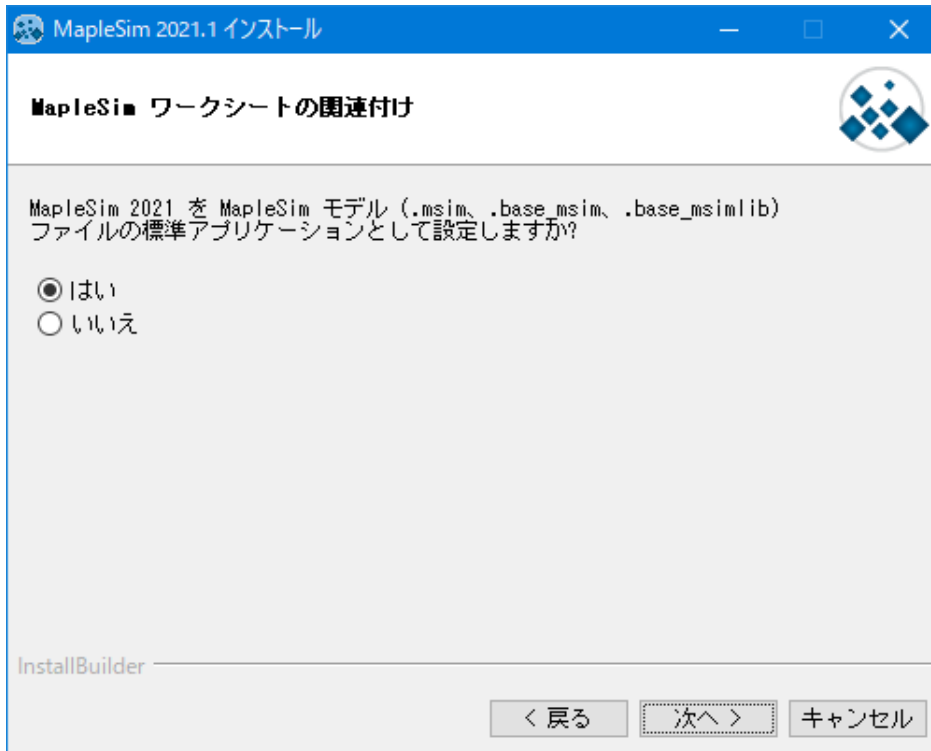 MapleSim 2021.1 インストール
MapleSim ワークシートの関連付け
MapleSim 2021 を MapleSim モデル (.msim、.base_msim、.base_msimlib)
ファイルの標準アプリケーションとして設定しますか?
はい
いいえ
InstallBuilder
< 戻る
次へ >
キャンセル